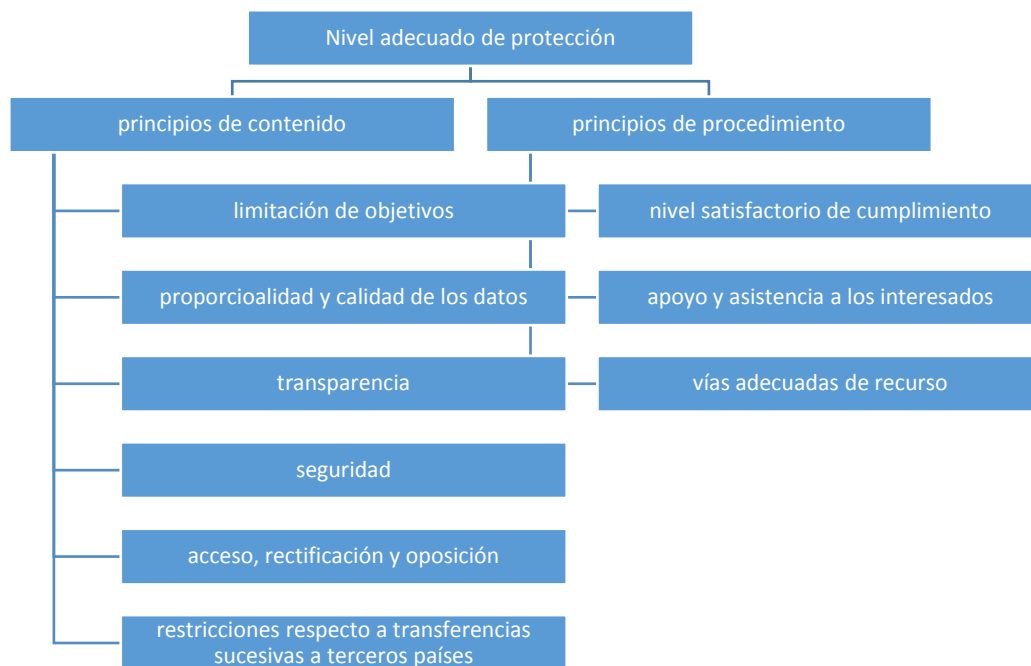 Nivel adecuado de protección
principios de contenido
principios de procedimiento
limitación de objetivos
nivel satisfactorio de cumplimiento
proporcioalidad y calidad de los datos
apoyo y asistencia a los interesados
transparencia
vías adecuadas de recurso
seguridad
acceso, rectificación y oposición
restricciones respecto a transferencias
sucesivas a terceros países